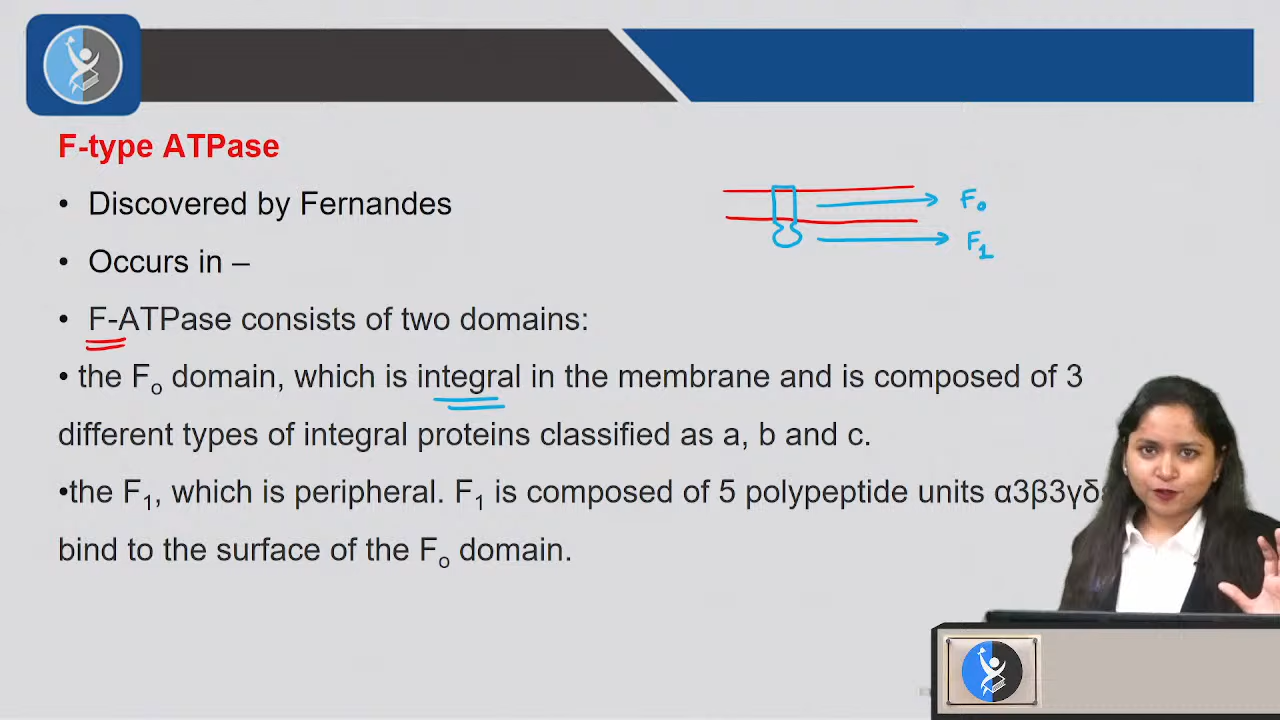 F-type ATPase
• Discovered by Fernandes
• Occurs in –
• F-ATPase consists of two domains:
• the Fo domain, which is integral in the membrane and is composed of 3
different types of integral proteins classified as a, b and c.
•the F1, which is peripheral. F1 is composed of 5 polypeptide units α3β3γδ
bind to the surface of the Fo domain.
F0
F1